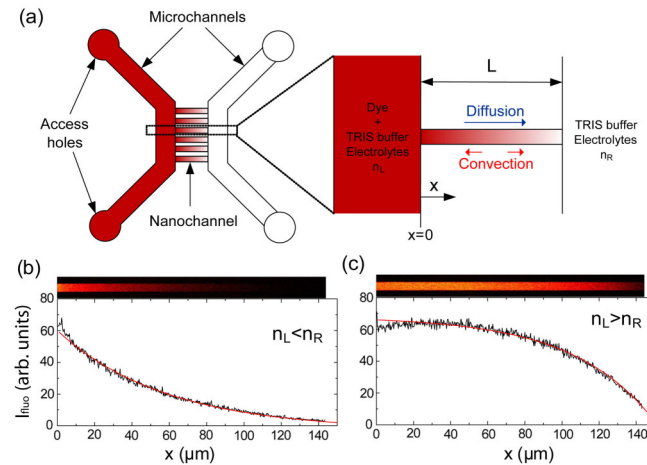 (a)
Microchannels
Access
holes
Nanochannel
Dye
+
TRIS buffer
Electrolytes
n_L
L
Diffusion
Convection
x
x=0
TRIS buffer
Electrolytes
n_R
(b)
n_L<n_R
I_fluo (arb. units)
80
60
40
20
0
0 20 40 60 80 100 120 140
x (μm)
(c)
n_L>n_R
80
60
40
20
0
0 20 40 60 80 100 120 140
x (μm)